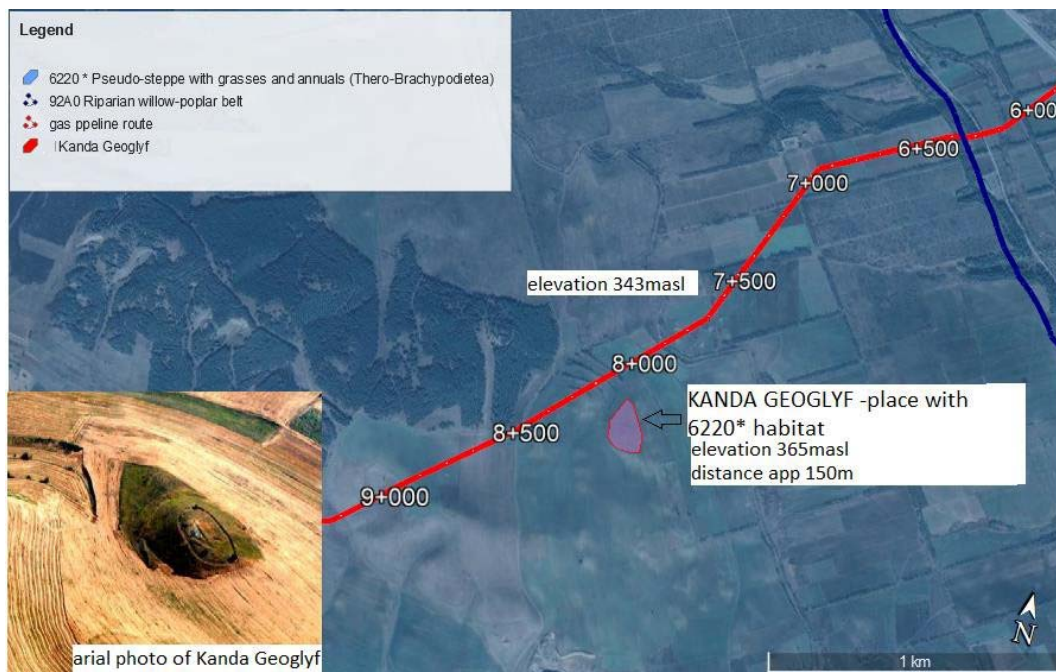 Legend
6220 * Pseudo-steppe with grasses and annuals (Thero-Brachypodietea)
92A0 Riparian willow-poplar belt
gas ppeline route
Kanda Geoglyf
6+00
6+500
7+000
elevation 343masl
7+500
8+000
KANDA GEOGLYF -place with
6220* habitat
elevation 365masl
distance app 150m
8+500
9+000
arial photo of Kanda Geoglyf
N
1 km